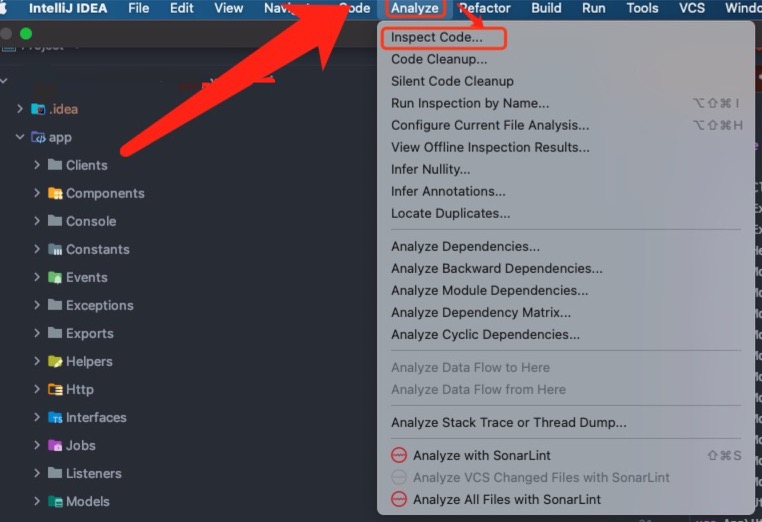 IntelliJ IDEA File Edit View Navigate Code Analyze Refactor Build Run Tools VCS
Project
.idea
app
Clients
Components
Console
Constants
Events
Exceptions
Exports
Helpers
Http
Interfaces
Jobs
Listeners
Models
Inspect Code...
Code Cleanup...
Silent Code Cleanup
Run Inspection by Name... ⌥⇧⌘I
Configure Current File Analysis... ⌥⇧⌘H
View Offline Inspection Results...
Infer Nullity...
Infer Annotations...
Locate Duplicates...
Analyze Dependencies...
Analyze Backward Dependencies...
Analyze Module Dependencies...
Analyze Dependency Matrix...
Analyze Cyclic Dependencies...
Analyze Data Flow to Here
Analyze Data Flow from Here
Analyze Stack Trace or Thread Dump...
Analyze with SonarLint ⇧⌘S
Analyze VCS Changed Files with SonarLint
Analyze All Files with SonarLint